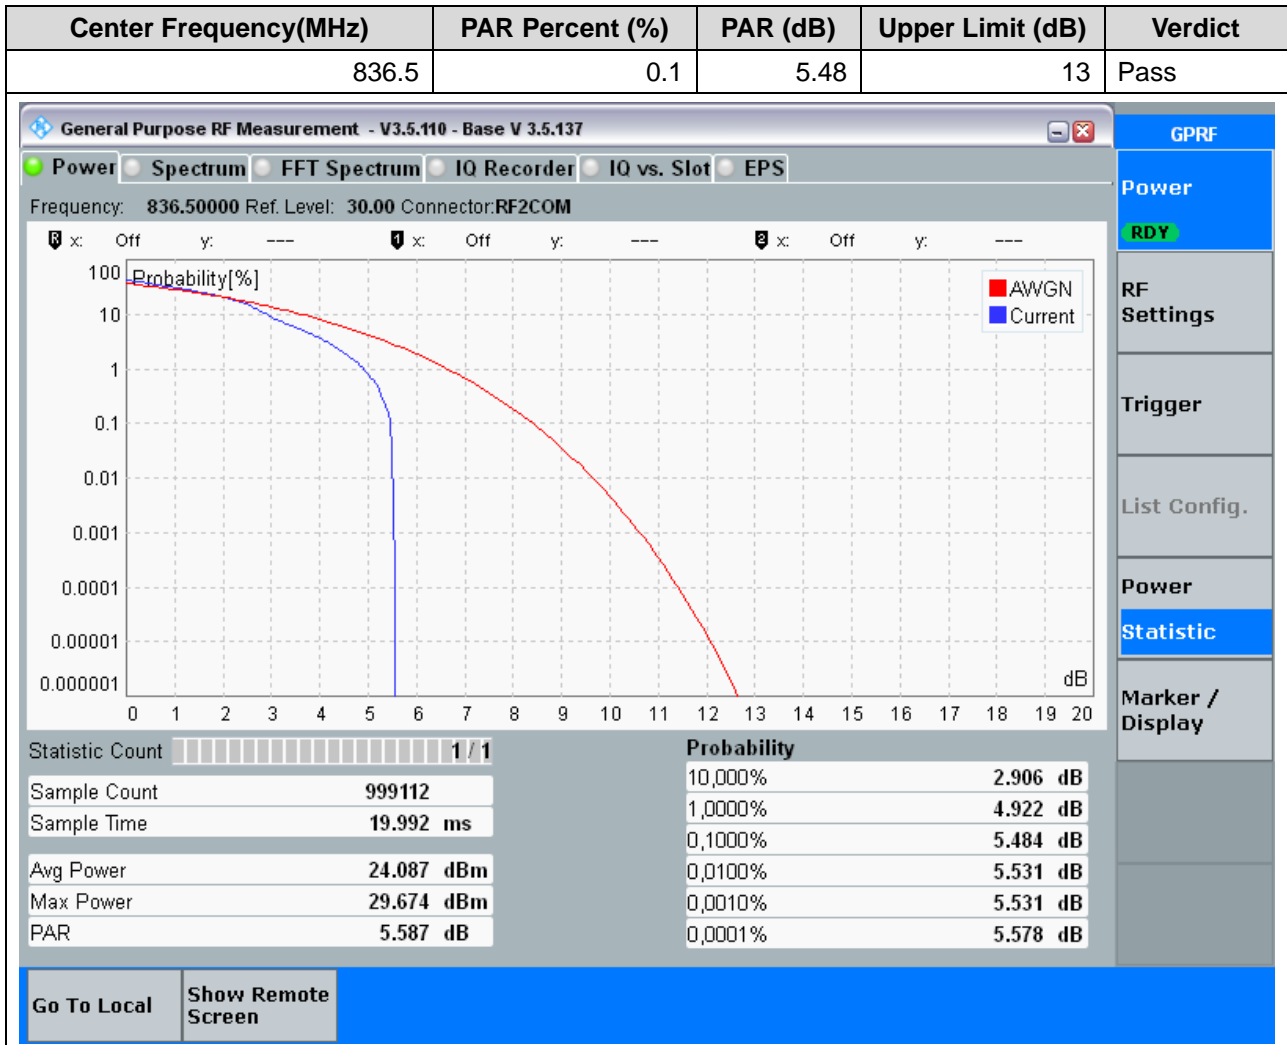 Center Frequency(MHz) PAR Percent (%) PAR (dB) Upper Limit (dB) Verdict
836.5 0.1 5.48 13 Pass
General Purpose RF Measurement - V3.5.110 - Base V 3.5.137
GPRF
Power Spectrum FFT Spectrum IQ Recorder IQ vs. Slot EPS
Power
RDY
Frequency: 836.50000 Ref. Level: 30.00 Connector:RF2COM
R x: Off y: --- 1 x: Off y: --- 2 x: Off y: ---
Probability[%]
AWGN
Current
100
10
1
0.1
0.01
0.001
0.0001
0.00001
0.000001
dB
0 1 2 3 4 5 6 7 8 9 10 11 12 13 14 15 16 17 18 19 20
RF
Settings
Trigger
List Config.
Power
Statistic
Marker /
Display
Statistic Count 1 / 1
Sample Count 999112
Sample Time 19.992 ms
Avg Power 24.087 dBm
Max Power 29.674 dBm
PAR 5.587 dB
Probability
10,000% 2.906 dB
1,0000% 4.922 dB
0,1000% 5.484 dB
0,0100% 5.531 dB
0,0010% 5.531 dB
0,0001% 5.578 dB
Go To Local
Show Remote
Screen